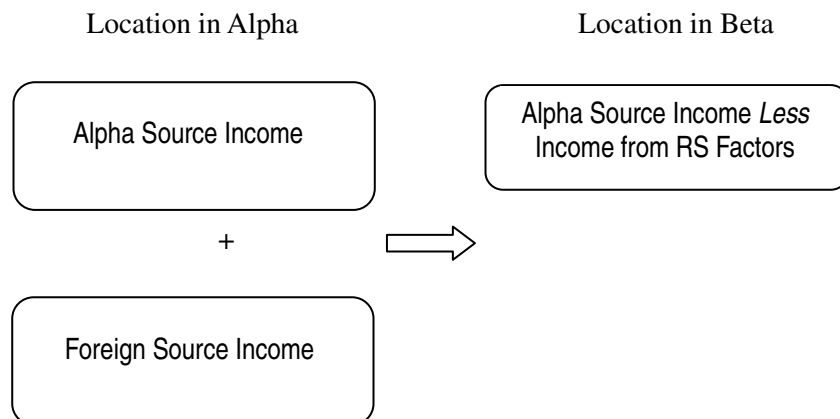 Location in Alpha
Location in Beta
Alpha Source Income
Alpha Source Income Less
Income from RS Factors
+
Foreign Source Income